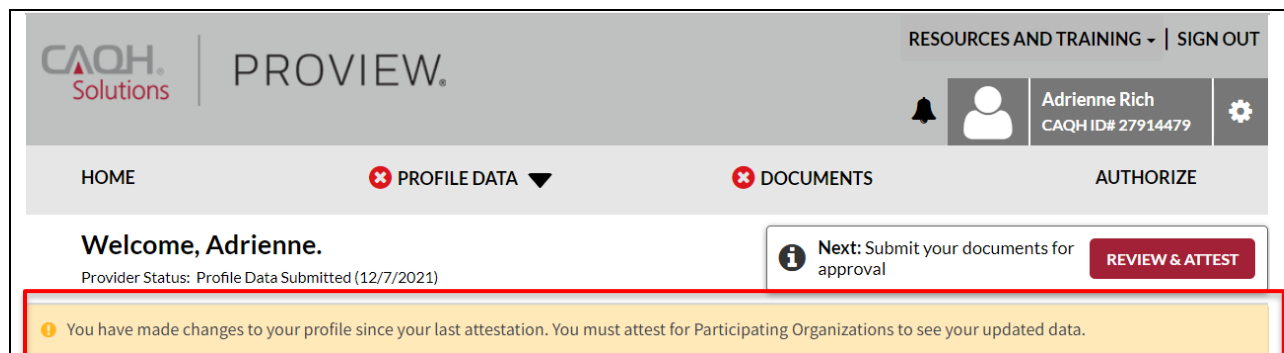 CAQH®
Solutions
PROVIEW®
RESOURCES AND TRAINING | SIGN OUT
Adrienne Rich
CAQH ID# 27914479
HOME
PROFILE DATA
DOCUMENTS
AUTHORIZE
Welcome, Adrienne.
Provider Status: Profile Data Submitted (12/7/2021)
Next: Submit your documents for
approval
REVIEW & ATTEST
You have made changes to your profile since your last attestation. You must attest for Participating Organizations to see your updated data.